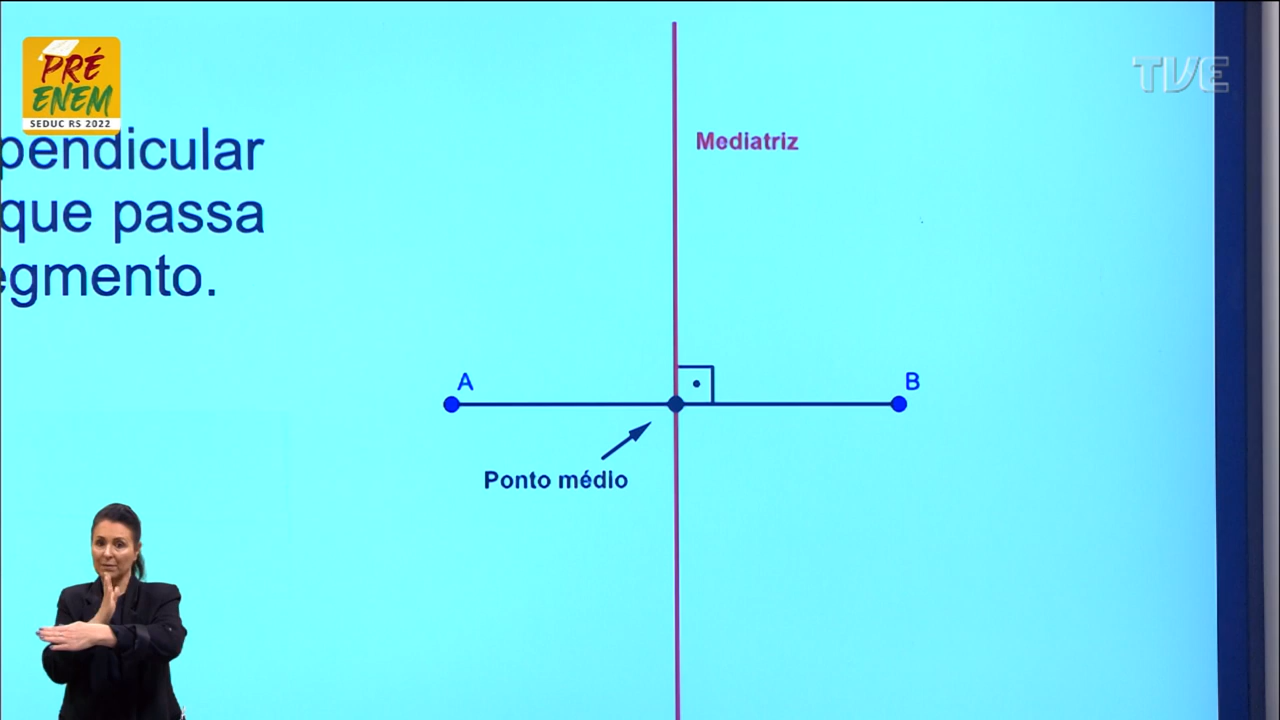 PRÉ
ENEM
SEDUC RS 2022
TVE
pendicular
que passa
egmento.
Mediatriz
A
B
Ponto médio